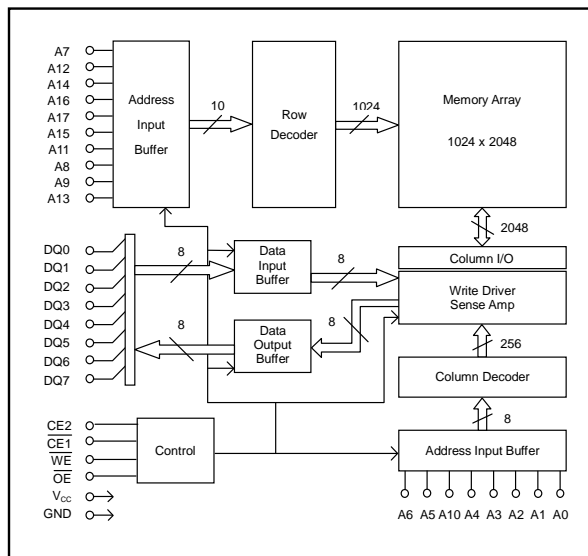 A7
A12
A14
A16
A17
A15
A11
A8
A9
A13
Address
Input
Buffer
10
Row
Decoder
1024
Memory Array
1024 x 2048
2048
DQ0
DQ1
DQ2
DQ3
DQ4
DQ5
DQ6
DQ7
8
Data
Input
Buffer
8
Column I/O
Write Driver
Sense Amp
8
Data
Output
Buffer
8
256
Column Decoder
8
Address Input Buffer
CE2
CE1
WE
OE
VCC
GND
Control
A6 A5 A10 A4 A3 A2 A1 A0